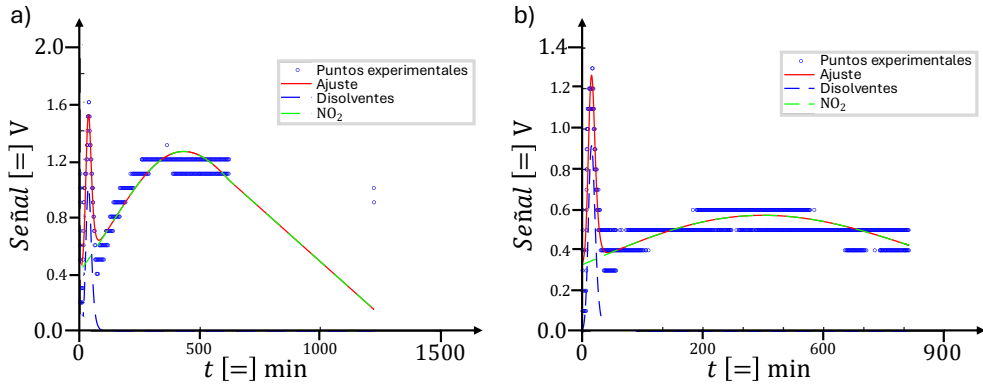 a)
Señal [=] V
2.0
1.6
1.2
0.8
0.4
0.0
0
500
1000
1500
t [=] min
Puntos experimentales
Ajuste
Disolventes
NO₂
b)
Señal [=] V
1.4
1.2
1.0
0.8
0.6
0.4
0.2
0.0
0
200
600
900
t [=] min
Puntos experimentales
Ajuste
Disolventes
NO₂